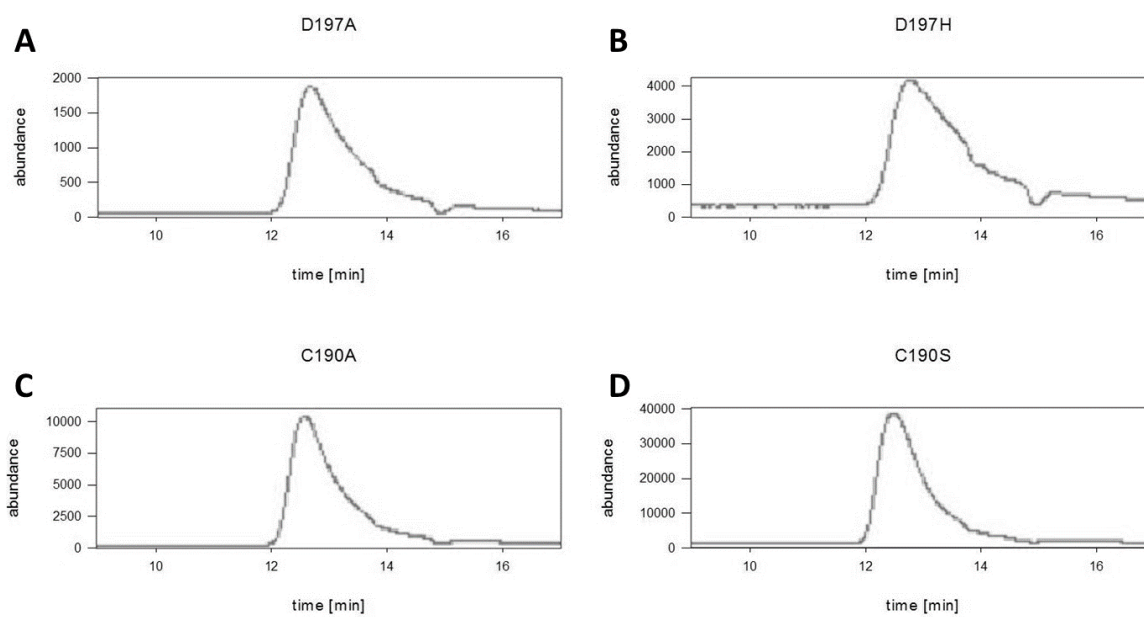 A
D197A
abundance
2000
1500
1000
500
0
10 12 14 16
time [min]
B
D197H
abundance
4000
3000
2000
1000
0
10 12 14 16
time [min]
C
C190A
abundance
10000
7500
5000
2500
0
10 12 14 16
time [min]
D
C190S
abundance
40000
30000
20000
10000
0
10 12 14 16
time [min]